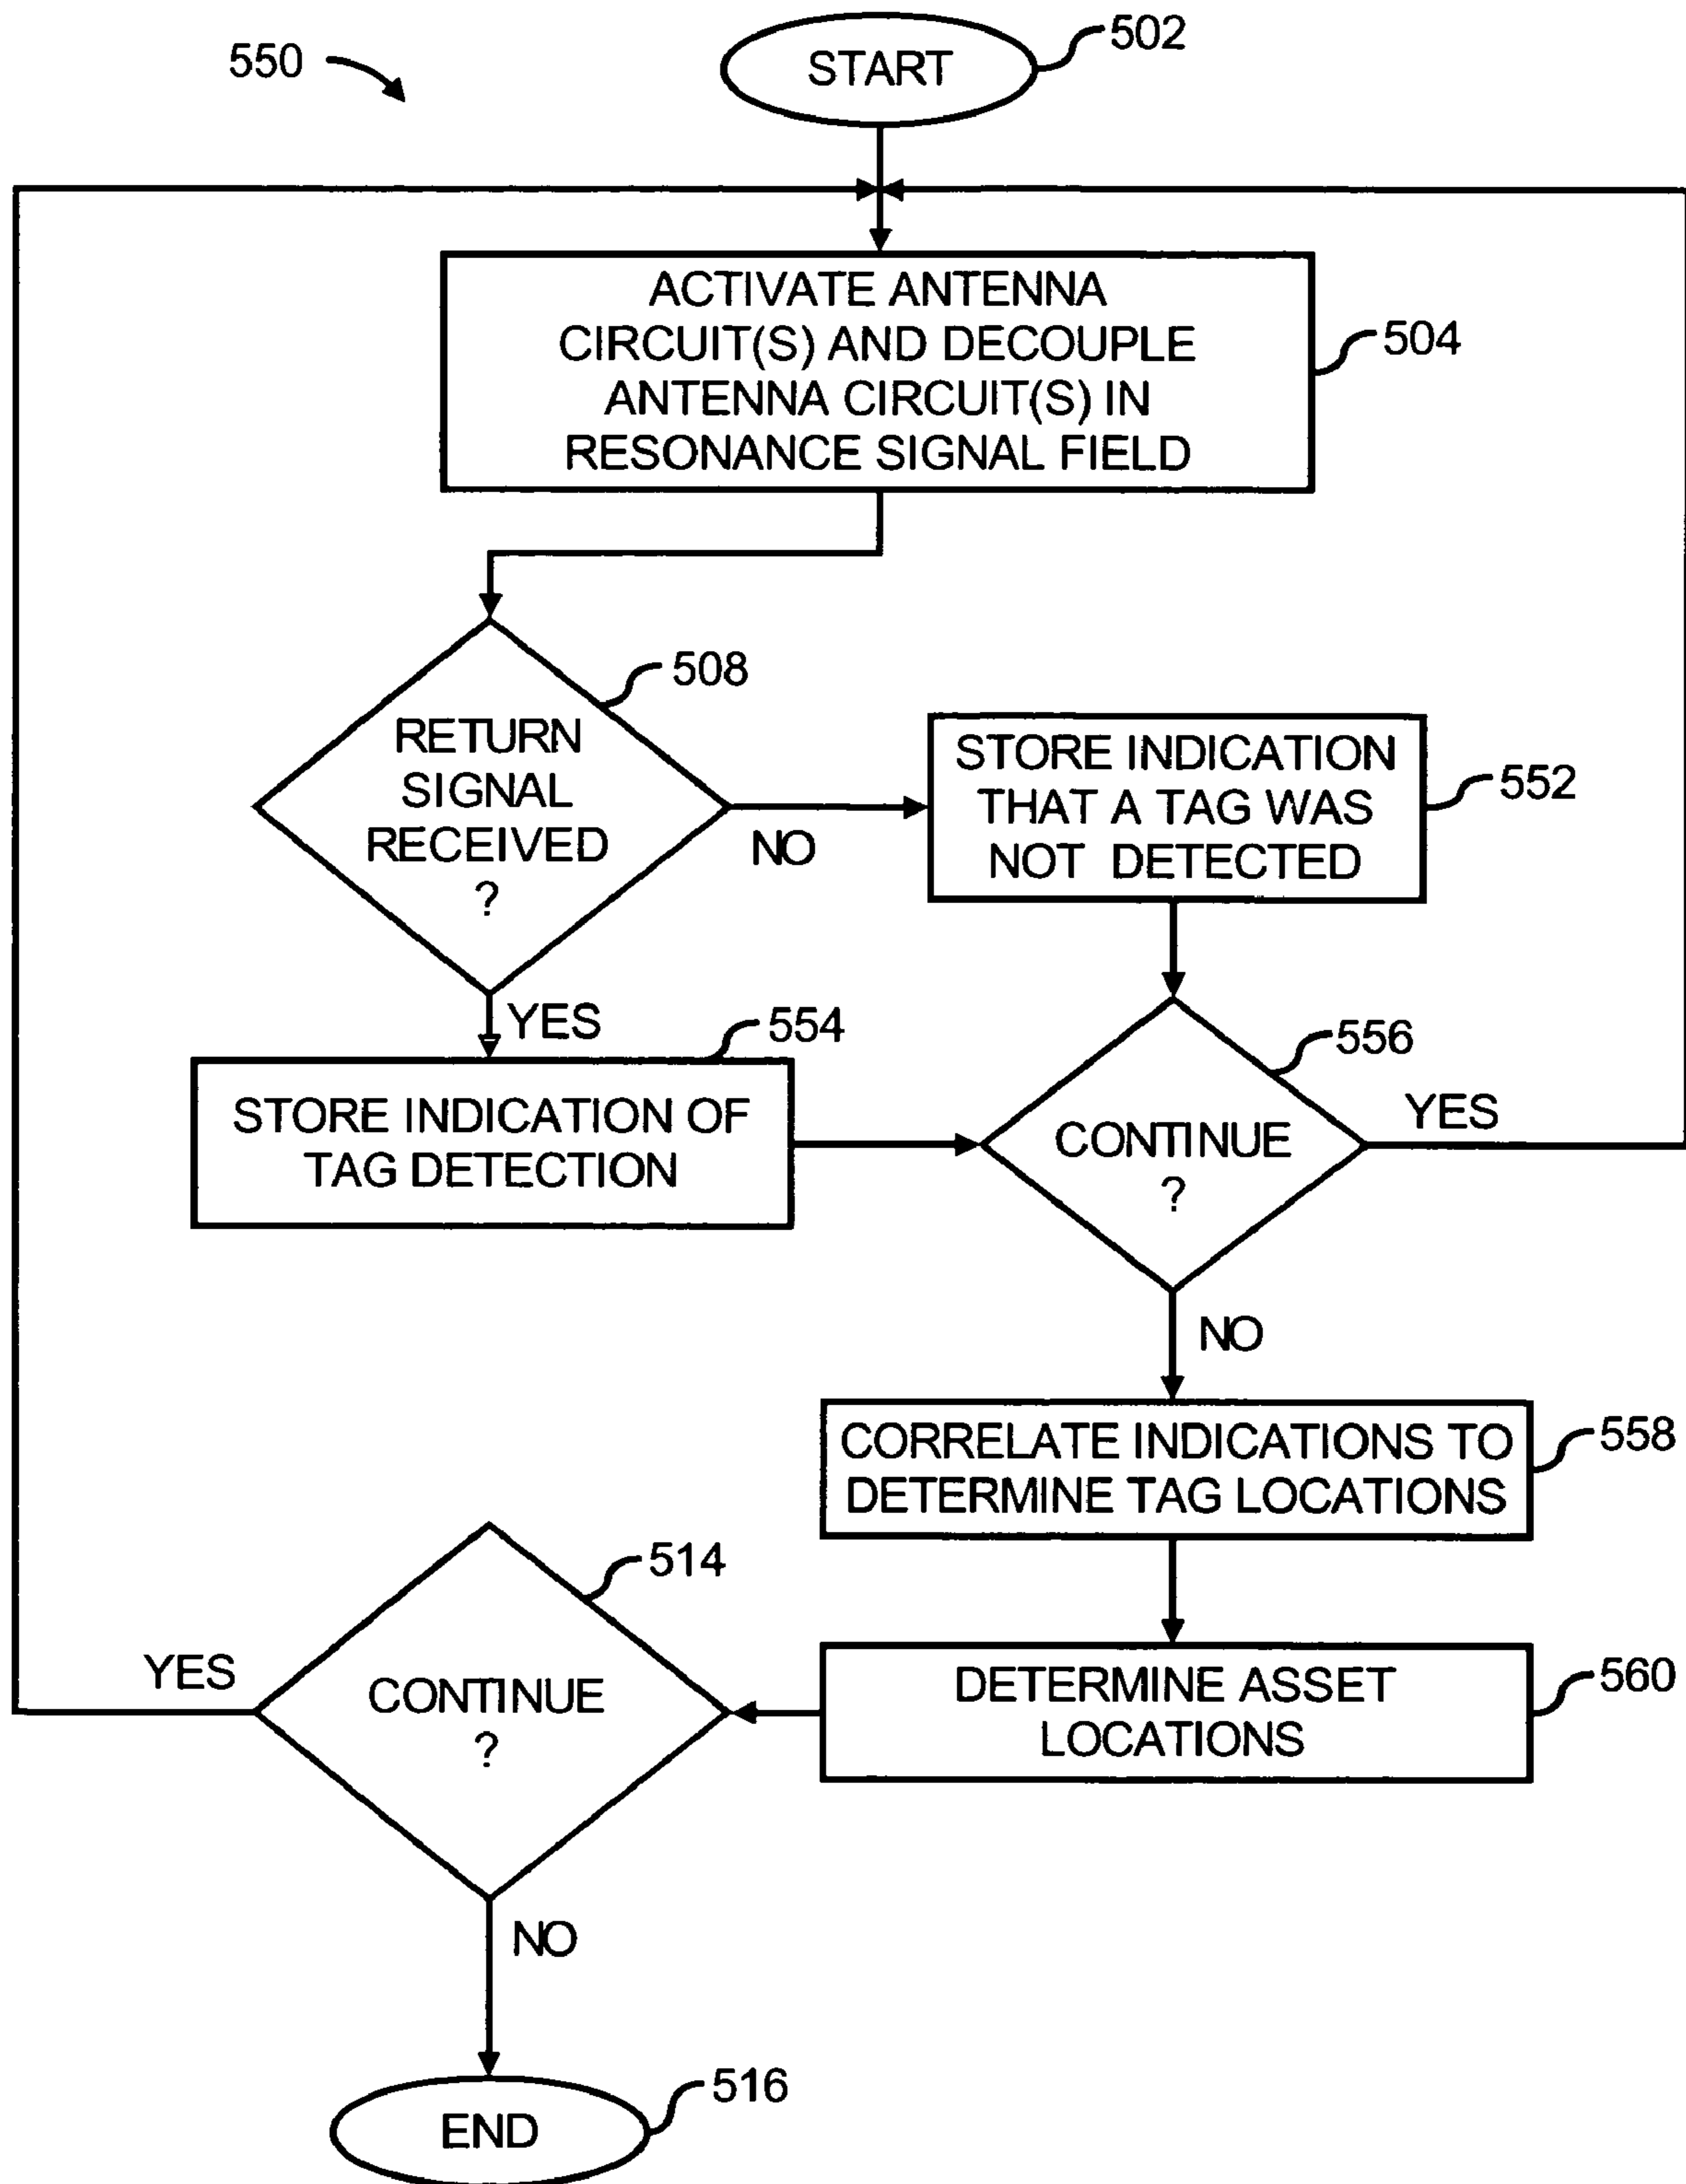 550
START
502
ACTIVATE ANTENNA
CIRCUIT(S) AND DECOUPLE
ANTENNA CIRCUIT(S) IN
RESONANCE SIGNAL FIELD
504
RETURN
SIGNAL
RECEIVED
?
508
NO
STORE INDICATION
THAT A TAG WAS
NOT DETECTED
552
YES
STORE INDICATION OF
TAG DETECTION
554
CONTINUE
?
556
YES
NO
CORRELATE INDICATIONS TO
DETERMINE TAG LOCATIONS
558
DETERMINE ASSET
LOCATIONS
560
CONTINUE
?
514
YES
NO
END
516